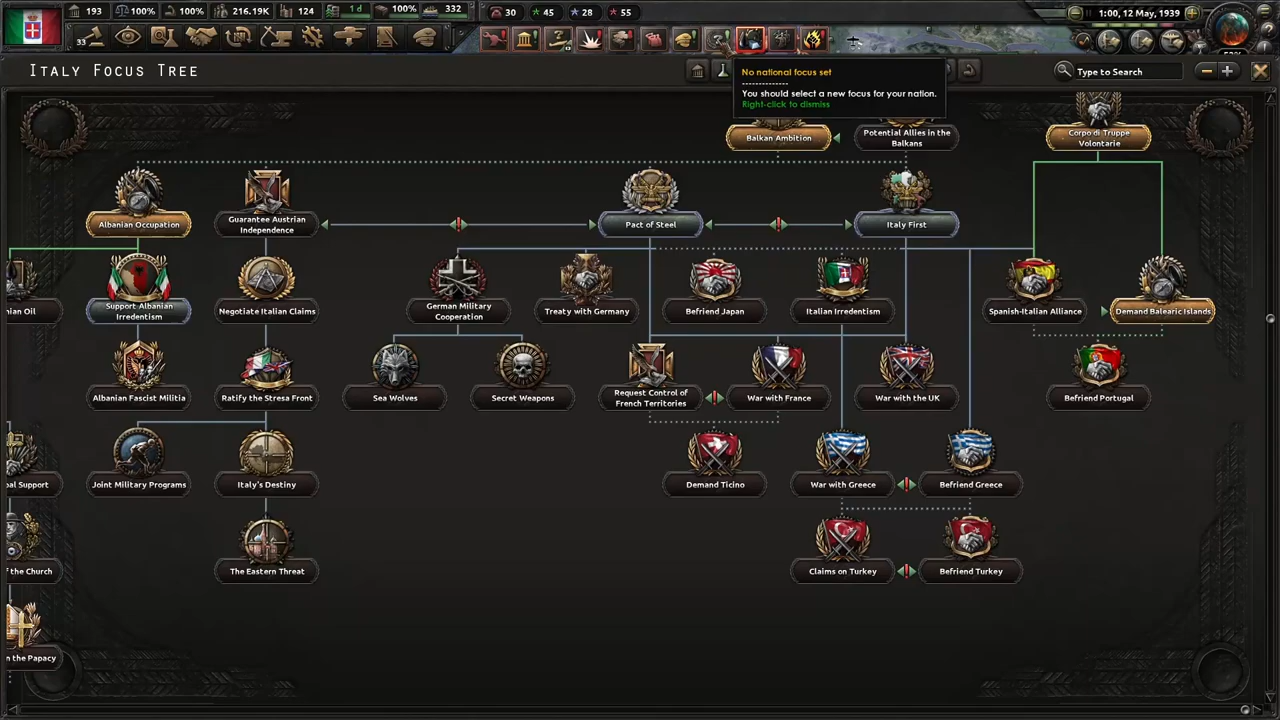 193 100% 100% 216.19K 124 1 d 100% 332 30 45 28 55 1:00, 12 May, 1939
33
Italy Focus Tree
Type to Search
No national focus set
--------------
You should select a new focus for your nation.
Right-click to dismiss
Balkan Ambition
Potential Allies in the
Balkans
Corpo di Truppe
Volontarie
Albanian Occupation
Guarantee Austrian
Independence
Pact of Steel
Italy First
nian Oil
Support Albanian
Irredentism
Negotiate Italian Claims
German Military
Cooperation
Treaty with Germany
Befriend Japan
Italian Irredentism
Spanish-Italian Alliance
Demand Balearic Islands
Albanian Fascist Militia
Ratify the Stresa Front
Sea Wolves
Secret Weapons
Request Control of
French Territories
War with France
War with the UK
Befriend Portugal
pal Support
Joint Military Programs
Italy's Destiny
Demand Ticino
War with Greece
Befriend Greece
f the Church
The Eastern Threat
Claims on Turkey
Befriend Turkey
n the Papacy